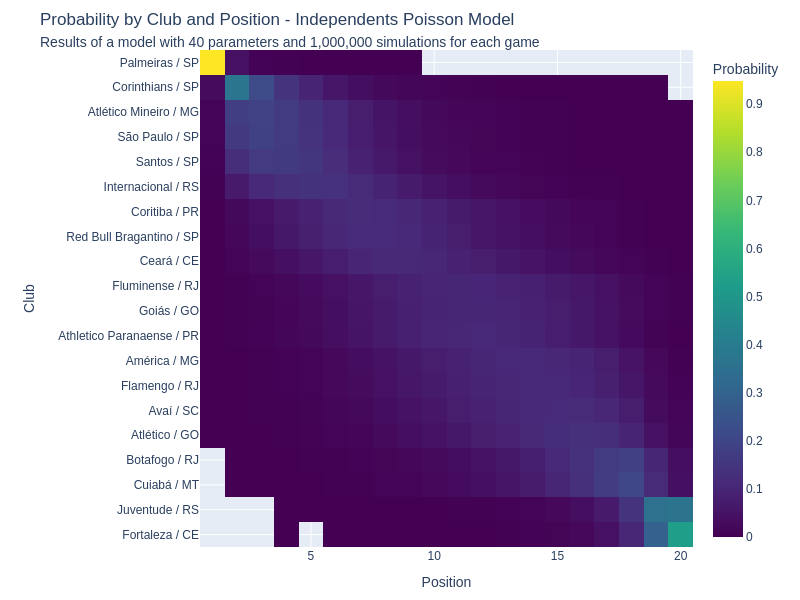 Probability by Club and Position - Independents Poisson Model
Results of a model with 40 parameters and 1,000,000 simulations for each game
Probability
Palmeiras / SP
Corinthians / SP
Atlético Mineiro / MG
São Paulo / SP
Santos / SP
Internacional / RS
Coritiba / PR
Red Bull Bragantino / SP
Ceará / CE
Fluminense / RJ
Goiás / GO
Athletico Paranaense / PR
América / MG
Flamengo / RJ
Avaí / SC
Atlético / GO
Botafogo / RJ
Cuiabá / MT
Juventude / RS
Fortaleza / CE
Club
5
10
15
20
Position
0.9
0.8
0.7
0.6
0.5
0.4
0.3
0.2
0.1
0